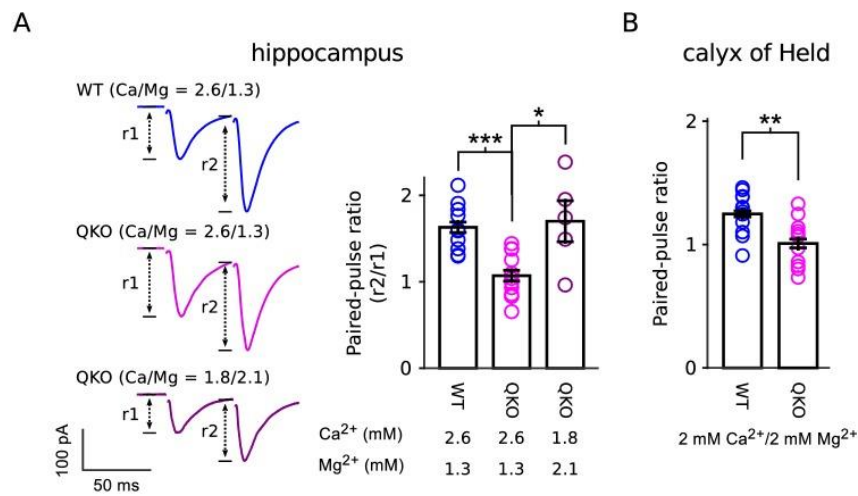 A
B
hippocampus
calyx of Held
WT (Ca/Mg = 2.6/1.3)
r1
r2
QKO (Ca/Mg = 2.6/1.3)
r1
r2
QKO (Ca/Mg = 1.8/2.1)
r1
r2
100 pA
50 ms
Paired-pulse ratio
(r2/r1)
2
1
0
***
*
WT
QKO
QKO
Ca²⁺ (mM) 2.6 2.6 1.8
Mg²⁺ (mM) 1.3 1.3 2.1
Paired-pulse ratio
2
1
0
**
WT
QKO
2 mM Ca²⁺/2 mM Mg²⁺